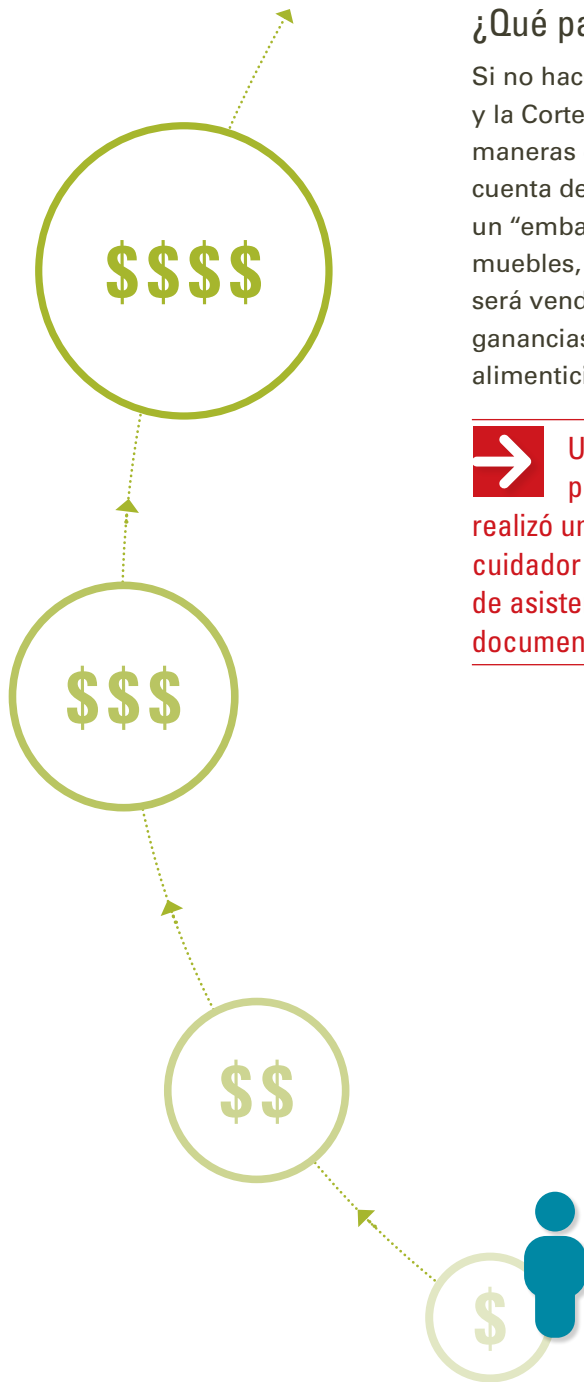 ¿Qué pa
Si no hac
y la Corte
maneras
cuenta de
un “emba
muebles,
será vend
ganancias
alimentici
U
p
realizó un
cuidador
de asiste
documen
$$$$
$$$
$$
$